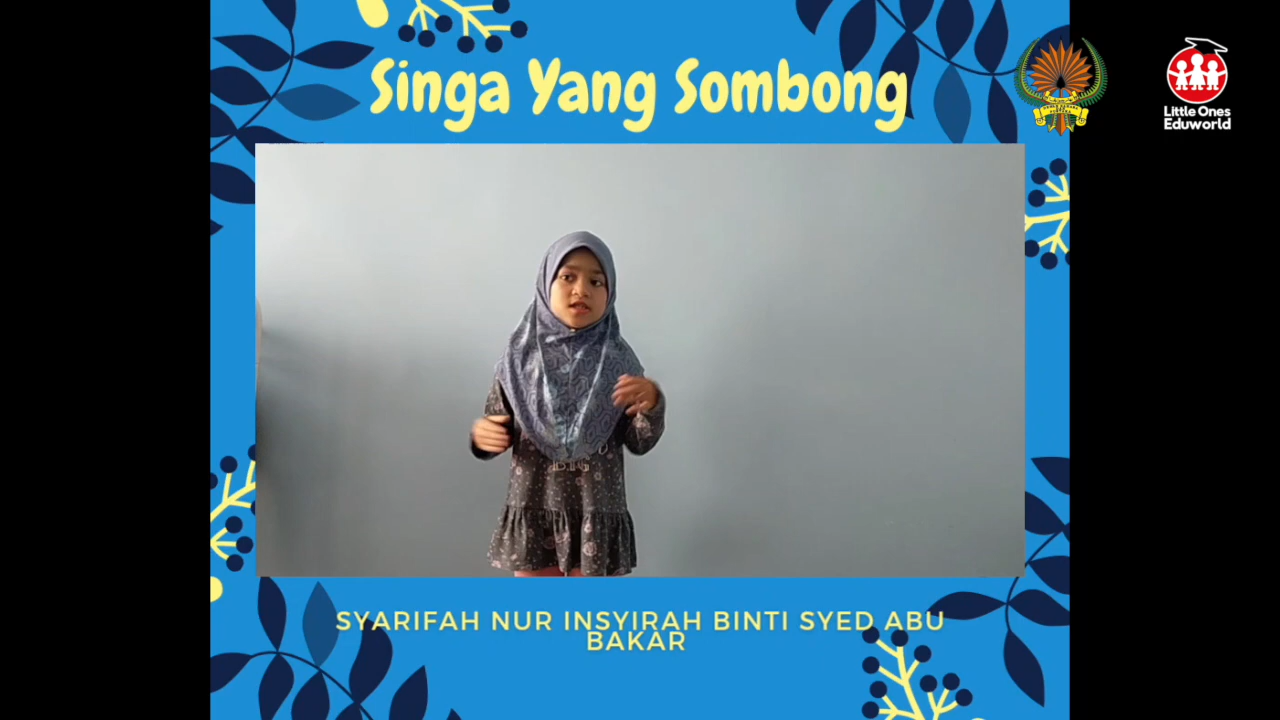 Singa Yang Sombong
Little Ones
Eduworld
SYARIFAH NUR INSYIRAH BINTI SYED ABU
BAKAR